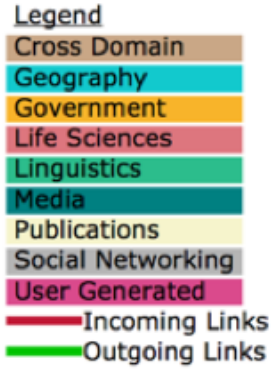 Legend
Cross Domain
Geography
Government
Life Sciences
Linguistics
Media
Publications
Social Networking
User Generated
Incoming Links
Outgoing Links